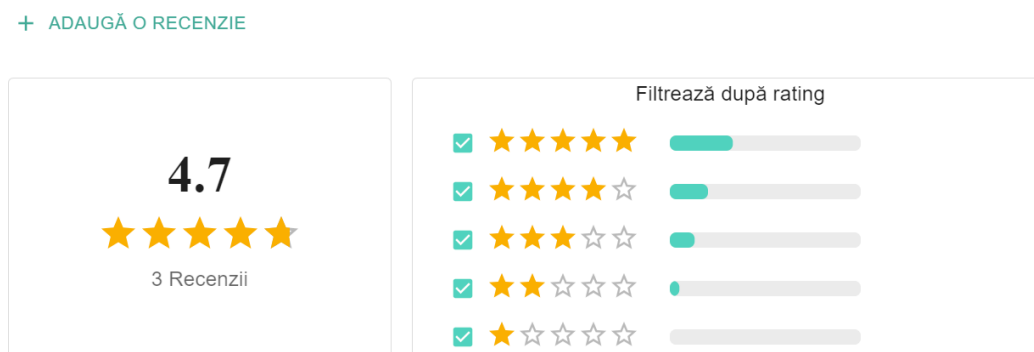 ADAUGĂ O RECENZIE
Filtrează după rating
4.7
3 Recenzii